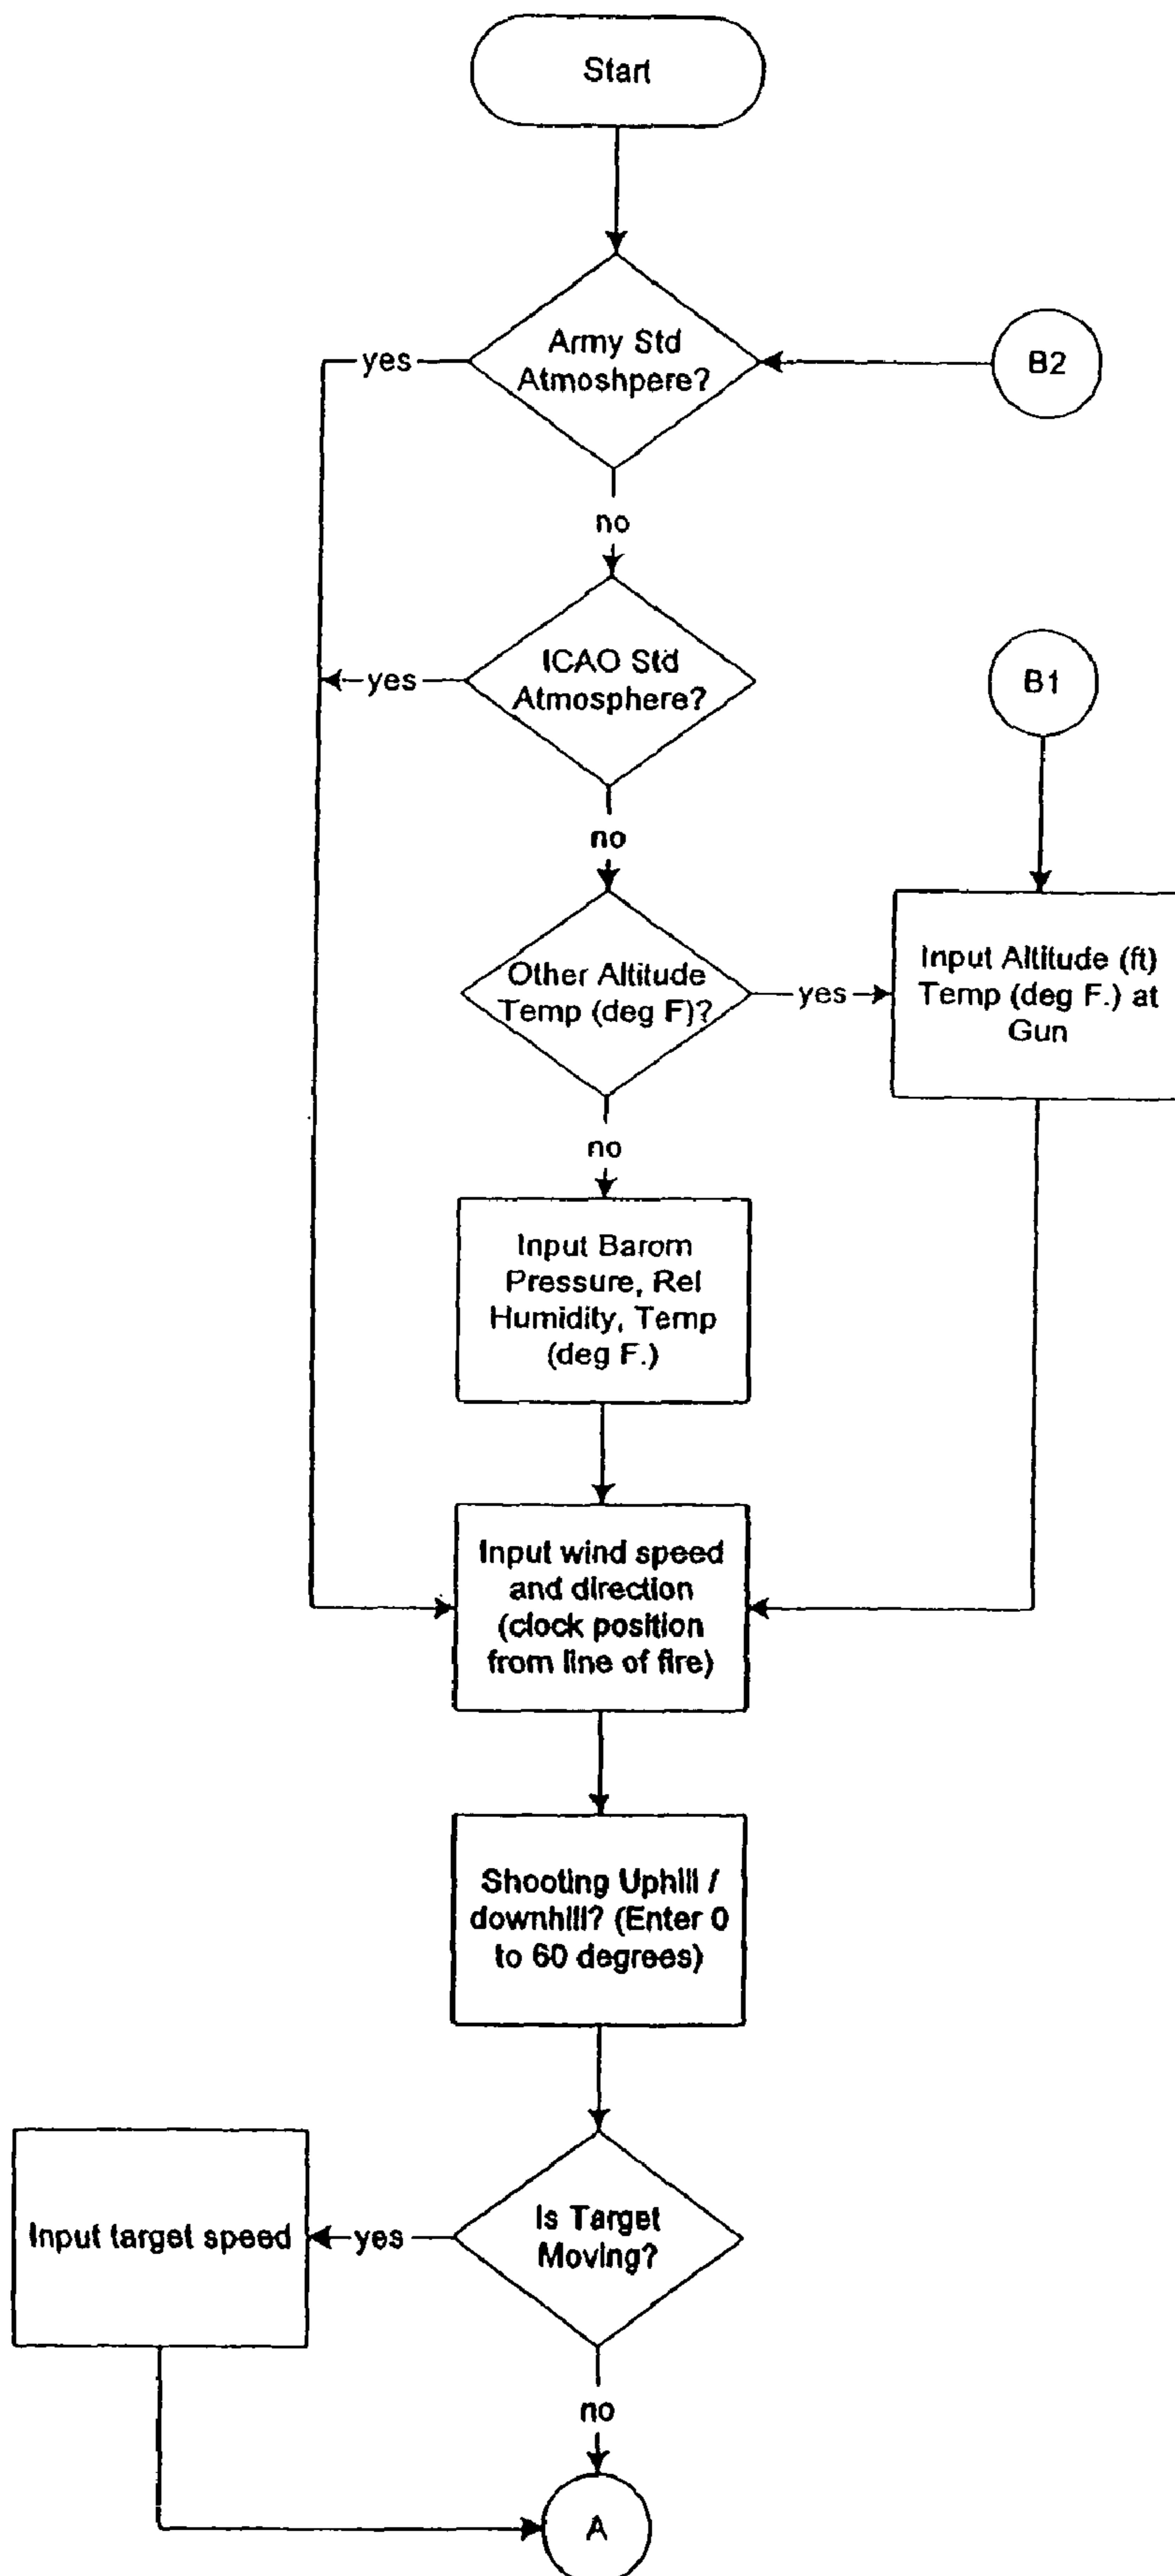 Start
Army Std
Atmoshpere?
yes
B2
no
ICAO Std
Atmosphere?
yes
B1
no
Other Altitude
Temp (deg F)?
yes
Input Altitude (ft)
Temp (deg F.) at
Gun
no
Input Barom
Pressure, Rel
Humidity, Temp
(deg F.)
Input wind speed
and direction
(clock position
from line of fire)
Shooting Uphill /
downhill? (Enter 0
to 60 degrees)
Is Target
Moving?
yes
Input target speed
no
A